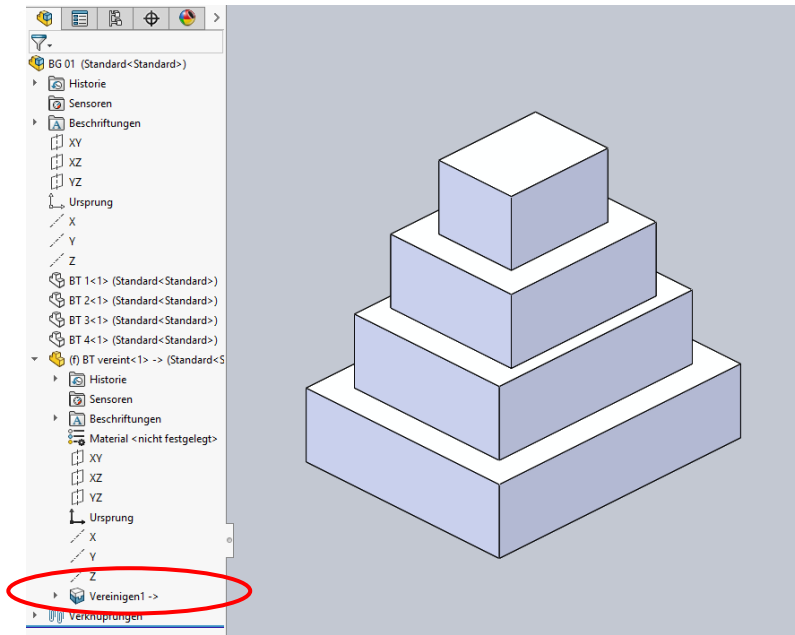 BG 01 (Standard<Standard>)
Historie
Sensoren
Beschriftungen
XY
XZ
YZ
Ursprung
X
Y
Z
BT 1<1> (Standard<Standard>)
BT 2<1> (Standard<Standard>)
BT 3<1> (Standard<Standard>)
BT 4<1> (Standard<Standard>)
(f) BT vereint<1> -> (Standard<S
Historie
Sensoren
Beschriftungen
Material <nicht festgelegt>
XY
XZ
YZ
Ursprung
X
Y
Z
Vereinigen1 ->
Verknüpfungen